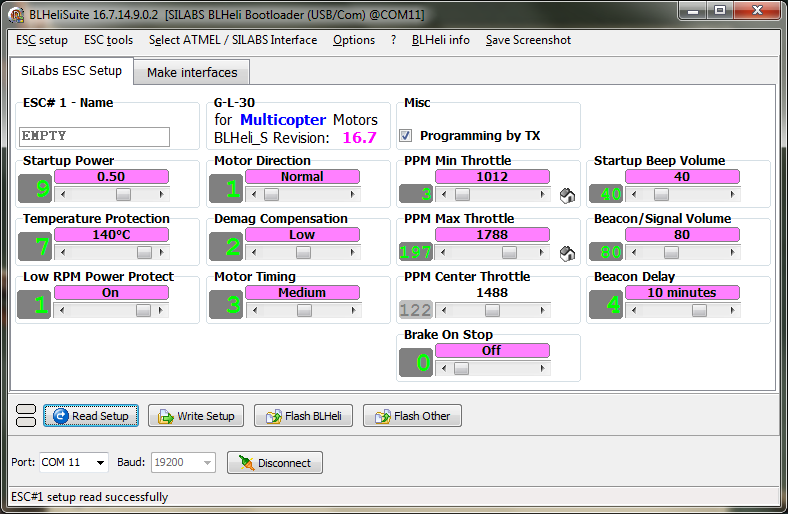 BLHeliSuite 16.7.14.9.0.2 [SILABS BLHeli Bootloader (USB/Com) @COM11]
ESC setup ESC tools Select ATMEL / SILABS Interface Options ? BLHeli info Save Screenshot
SiLabs ESC Setup Make interfaces
ESC# 1 - Name
EMPTY
G-L-30
for Multicopter Motors
BLHeli_S Revision: 16.7
Misc
Programming by TX
Startup Power
9 0.50
Motor Direction
1 Normal
PPM Min Throttle
3 1012
Startup Beep Volume
40 40
Temperature Protection
7 140°C
Demag Compensation
2 Low
PPM Max Throttle
197 1788
Beacon/Signal Volume
80 80
Low RPM Power Protect
1 On
Motor Timing
3 Medium
PPM Center Throttle
122 1488
Beacon Delay
4 10 minutes
Brake On Stop
0 Off
Read Setup Write Setup Flash BLHeli Flash Other
Port: COM 11 Baud: 19200 Disconnect
ESC#1 setup read successfully